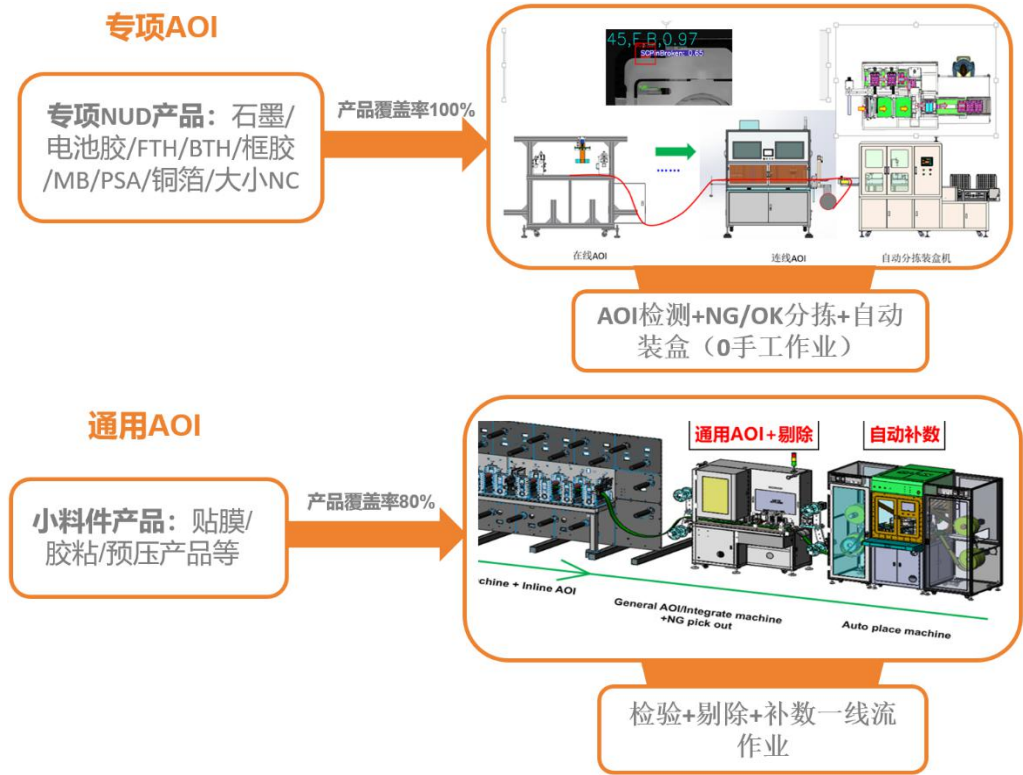 专项AOI
专项NUD产品：石墨/
电池胶/FTH/BTH/框胶
/MB/PSA/铜箔/大小NC
产品覆盖率100%
45,F,B,0.97
SCPinBroken: 0.65
......
在线AOI
连线AOI
自动分拣装盒机
AOI检测+NG/OK分拣+自动
装盒（0手工作业）
通用AOI
小料件产品：贴膜/
胶粘/预压产品等
产品覆盖率80%
通用AOI+剔除
自动补数
chine + Inline AOI
General AOI/Integrate machine
+NG pick out
Auto place machine
检验+剔除+补数一线流
作业